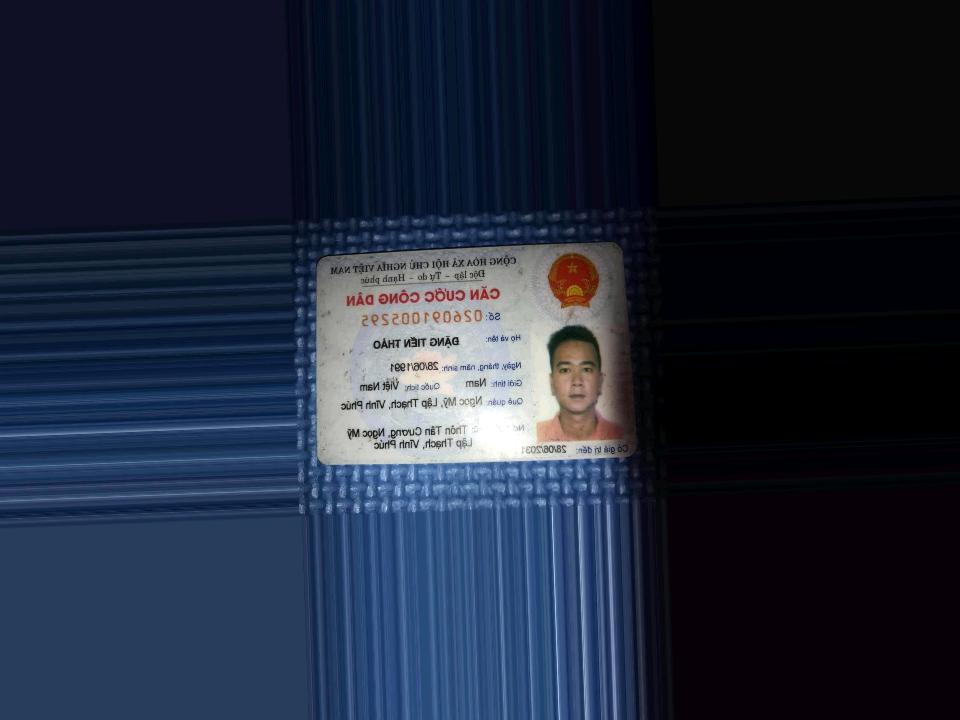 CỘNG HÒA XÃ HỘI CHỦ NGHĨA VIỆT NAM
Độc lập - Tự do - Hạnh phúc
CĂN CƯỚC CÔNG DÂN
Số: 026091005295
Họ và tên: ĐẶNG TIẾN THẢO
Ngày, tháng, năm sinh: 28/06/1991
Giới tính: Nam Quốc tịch: Việt Nam
Quê quán: Ngọc Mỹ, Lập Thạch, Vĩnh Phúc
Thôn Tân Cương, Ngọc Mỹ
Lập Thạch, Vĩnh Phúc
Có giá trị đến: 28/06/2031